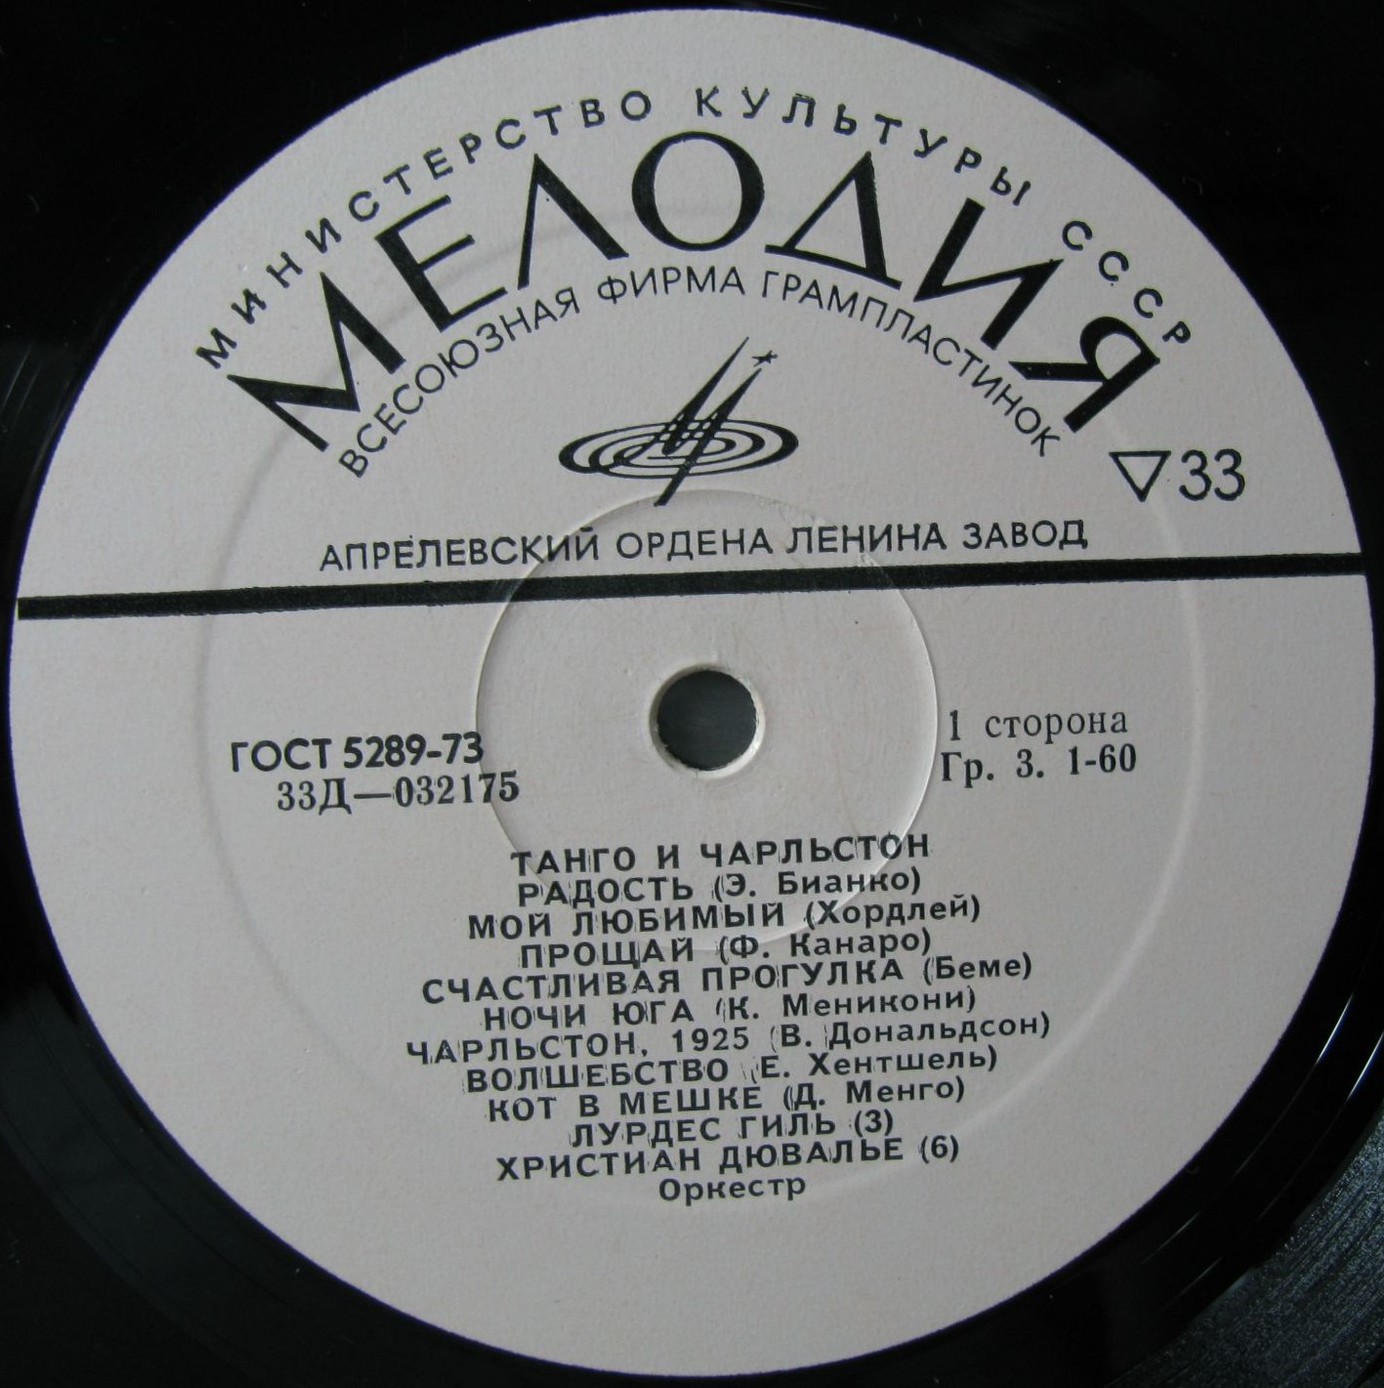 МИНИСТЕРСТВО КУЛЬТУРЫ СССР
МЕЛОДИЯ
ВСЕСОЮЗНАЯ ФИРМА ГРАМПЛАСТИНОК
▽33
АПРЕЛЕВСКИЙ ОРДЕНА ЛЕНИНА ЗАВОД
ГОСТ 5289-73
33Д—032175
1 сторона
Гр. 3. 1-60
ТАНГО И ЧАРЛЬСТОН
РАДОСТЬ (Э. Бианко)
МОЙ ЛЮБИМЫЙ (Хордлей)
ПРОЩАЙ (Ф. Канаро)
СЧАСТЛИВАЯ ПРОГУЛКА (Беме)
НОЧИ ЮГА (К. Меникони)
ЧАРЛЬСТОН, 1925 (В. Дональдсон)
ВОЛШЕБСТВО (Е. Хентшель)
КОТ В МЕШКЕ (Д. Менго)
ЛУРДЕС ГИЛЬ (3)
ХРИСТИАН ДЮВАЛЬЕ (6)
Оркестр